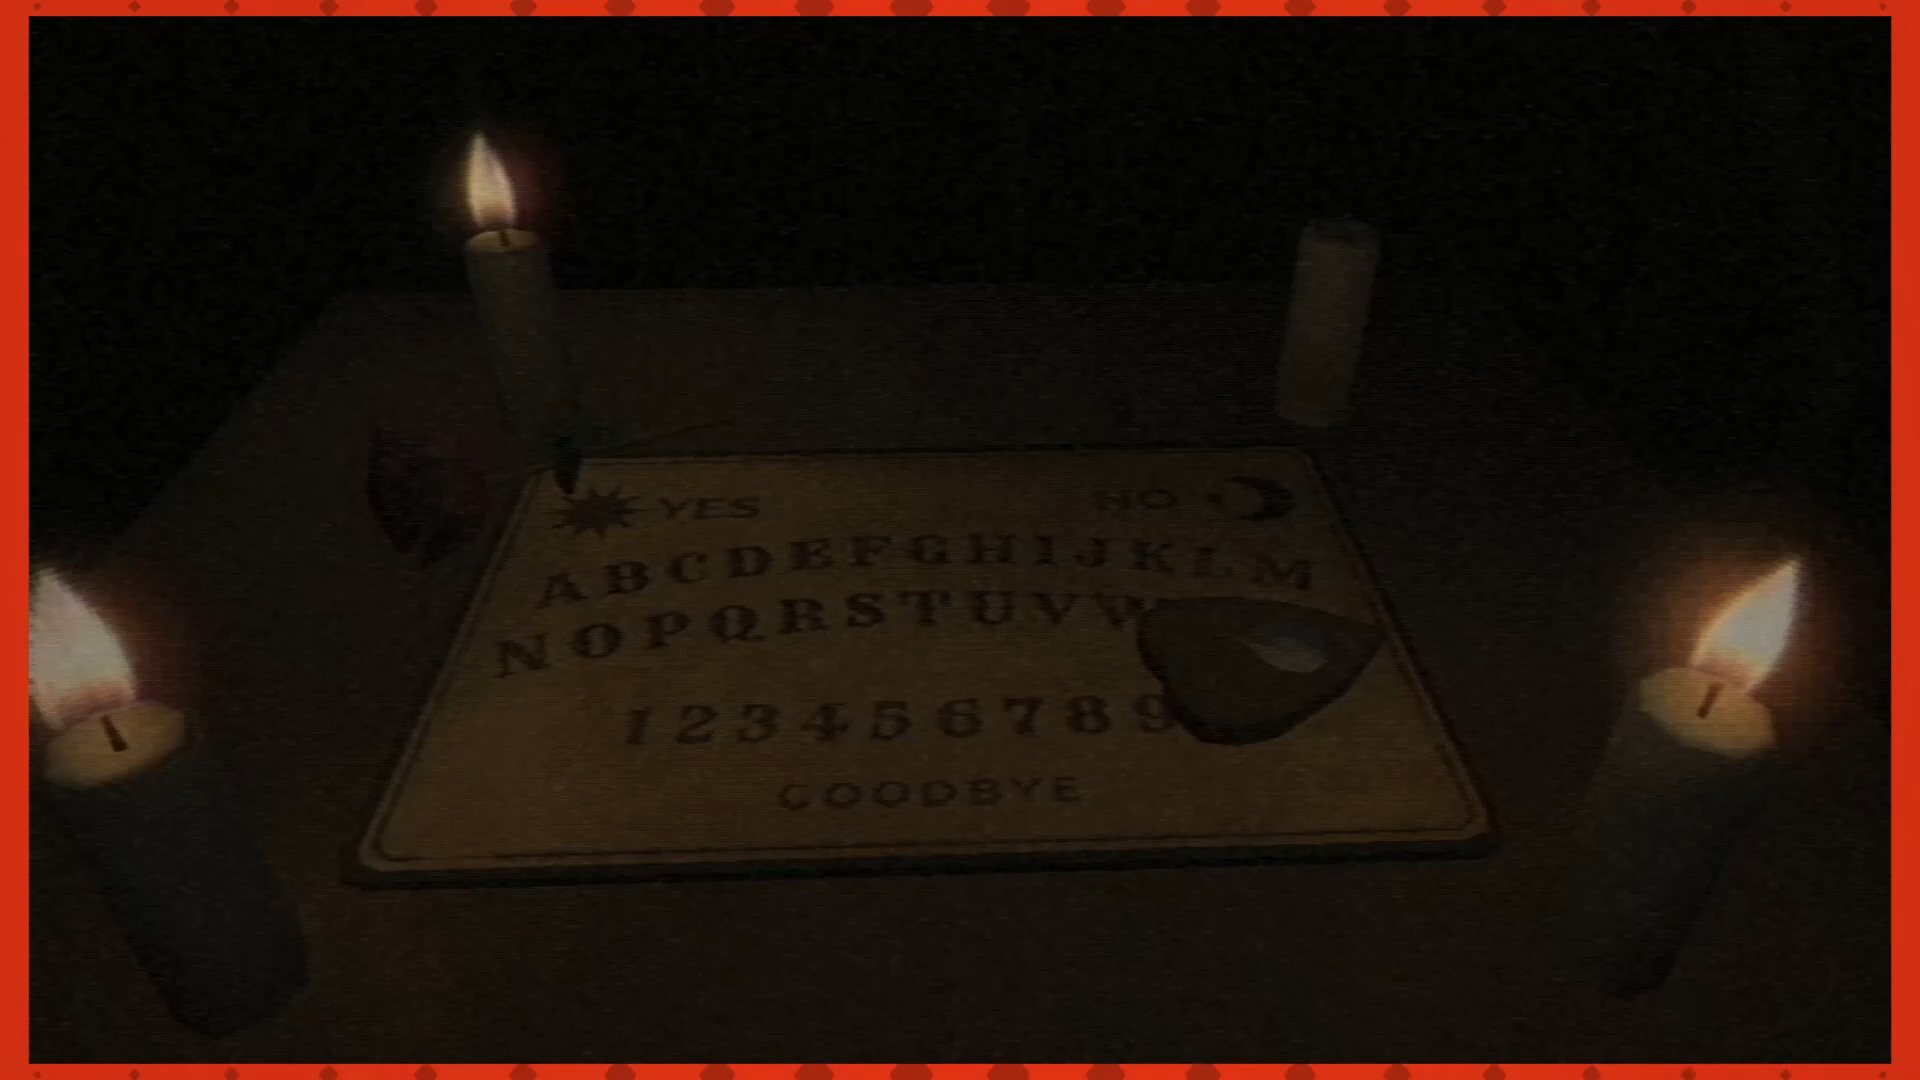 YES NO
ABCDEFGHIJKLM
NOPQRSTUVW
123456789
GOODBYE